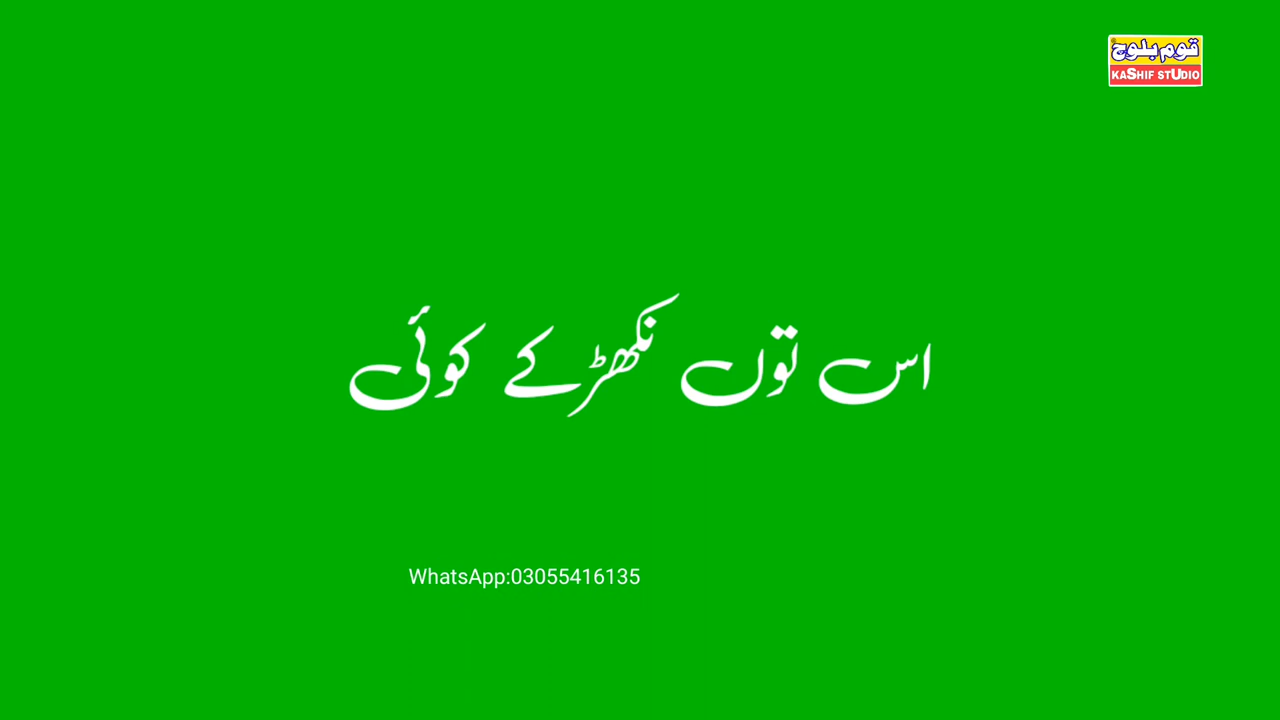 قوم بلوچ
KASHIF STUDIO
اس توں نکھڑ کے کوئی
WhatsApp:03055416135